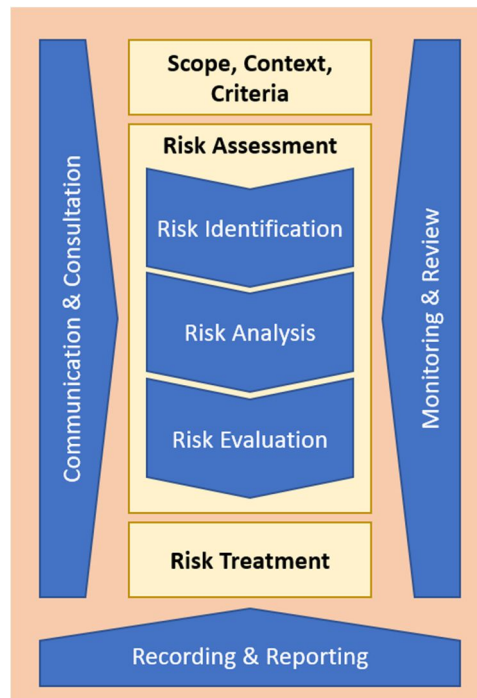 Scope, Context,
Criteria
Risk Assessment
Risk Identification
Risk Analysis
Risk Evaluation
Risk Treatment
Communication & Consultation
Monitoring & Review
Recording & Reporting